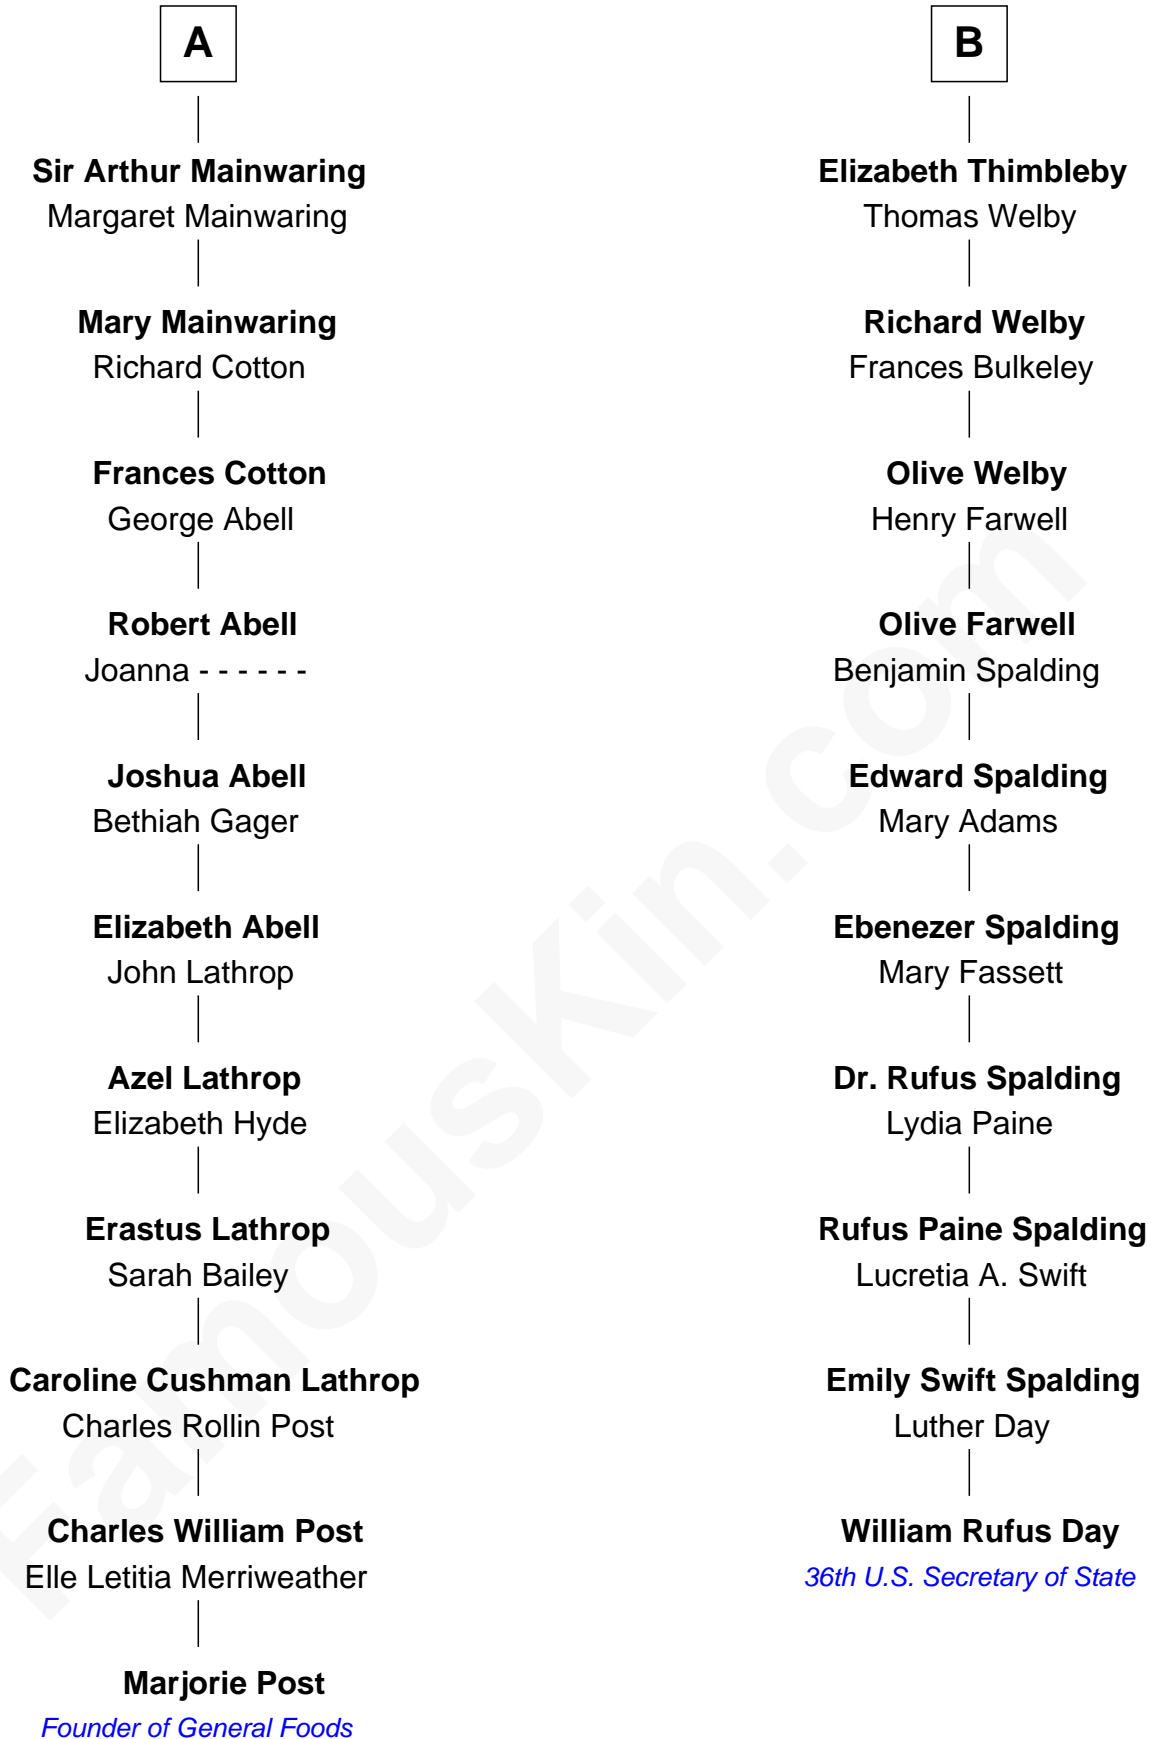 A
Sir Arthur Mainwaring
Margaret Mainwaring
Mary Mainwaring
Richard Cotton
Frances Cotton
George Abell
Robert Abell
Joanna - - - - - -
Joshua Abell
Bethiah Gager
Elizabeth Abell
John Lathrop
Azel Lathrop
Elizabeth Hyde
Erastus Lathrop
Sarah Bailey
Caroline Cushman Lathrop
Charles Rollin Post
Charles William Post
Elle Letitia Merriweather
Marjorie Post
Founder of General Foods
B
Elizabeth Thimbleby
Thomas Welby
Richard Welby
Frances Bulkeley
Olive Welby
Henry Farwell
Olive Farwell
Benjamin Spalding
Edward Spalding
Mary Adams
Ebenezer Spalding
Mary Fassett
Dr. Rufus Spalding
Lydia Paine
Rufus Paine Spalding
Lucretia A. Swift
Emily Swift Spalding
Luther Day
William Rufus Day
36th U.S. Secretary of State
FamousKin.com